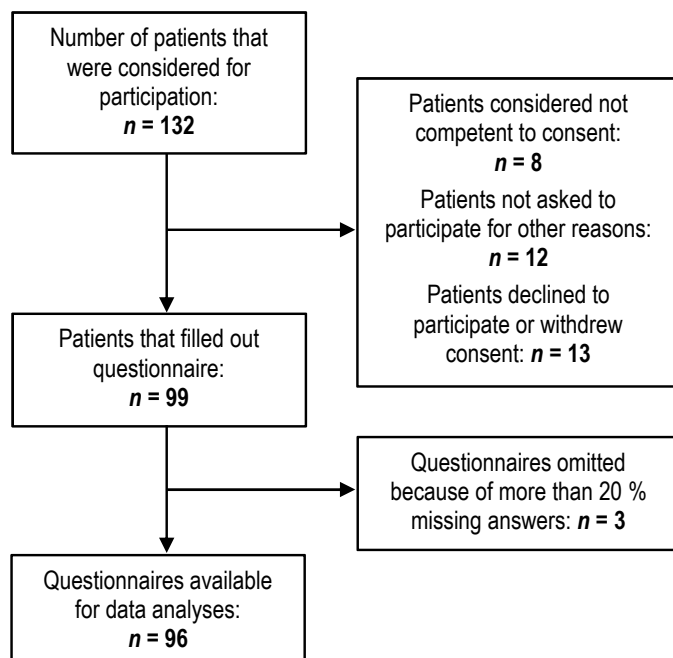 Number of patients that
were considered for
participation:
n = 132
Patients considered not
competent to consent:
n = 8
Patients not asked to
participate for other reasons:
n = 12
Patients declined to
participate or withdrew
consent: n = 13
Patients that filled out
questionnaire:
n = 99
Questionnaires omitted
because of more than 20 %
missing answers: n = 3
Questionnaires available
for data analyses:
n = 96